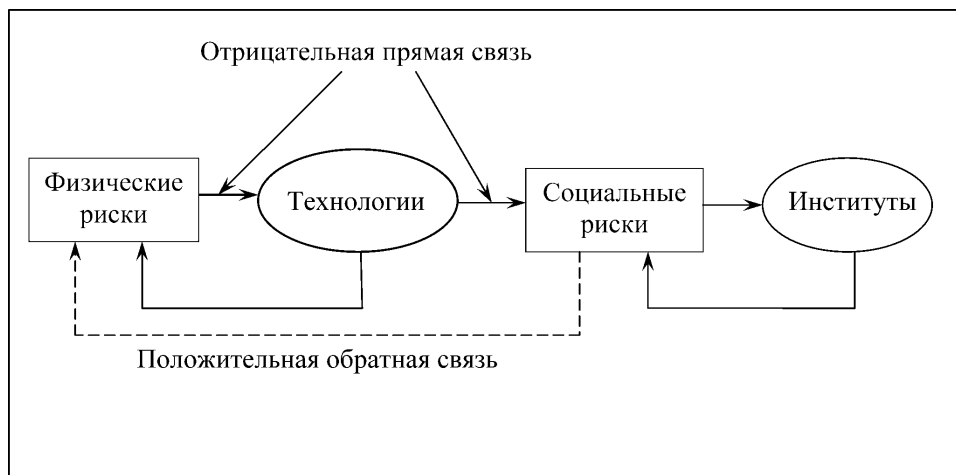 Отрицательная прямая связь
Физические
риски
Технологии
Социальные
риски
Институты
Положительная обратная связь